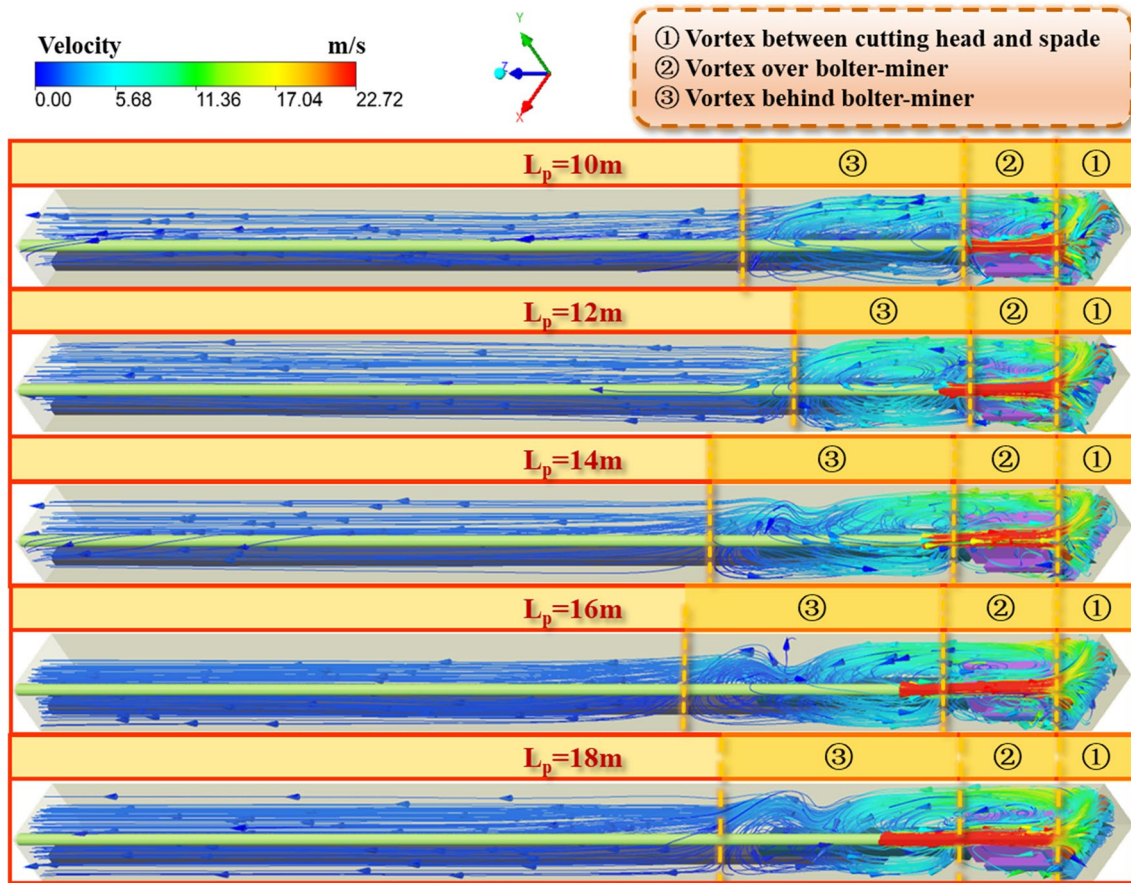 Velocity m/s
0.00 5.68 11.36 17.04 22.72
Y
Z
X
① Vortex between cutting head and spade
② Vortex over bolter-miner
③ Vortex behind bolter-miner
Lₚ=10m ③ ② ①
Lₚ=12m ③ ② ①
Lₚ=14m ③ ② ①
Lₚ=16m ③ ② ①
Lₚ=18m ③ ② ①